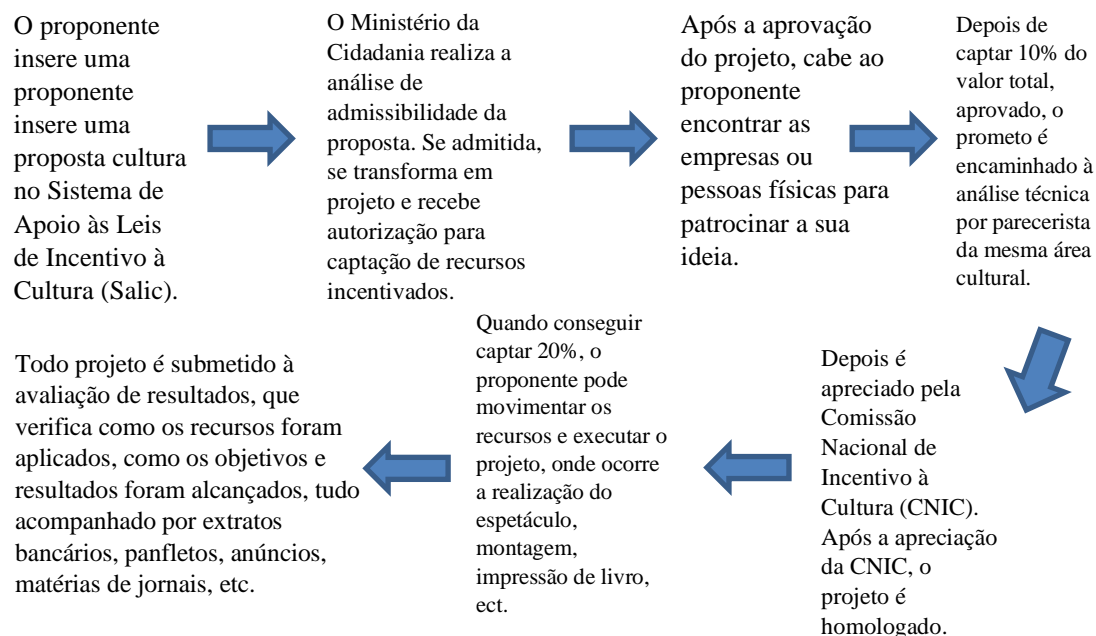 O proponente
insere uma
proponente
insere uma
proposta cultura
no Sistema de
Apoio às Leis
de Incentivo à
Cultura (Salic).
O Ministério da
Cidadania realiza a
análise de
admissibilidade da
proposta. Se admitida,
se transforma em
projeto e recebe
autorização para
captação de recursos
incentivados.
Após a aprovação
do projeto, cabe ao
proponente
encontrar as
empresas ou
pessoas físicas para
patrocinar a sua
ideia.
Depois de
captar 10% do
valor total,
aprovado, o
prometo é
encaminhado à
análise técnica
por parecerista
da mesma área
cultural.
Depois é
apreciado pela
Comissão
Nacional de
Incentivo à
Cultura (CNIC).
Após a apreciação
da CNIC, o
projeto é
homologado.
Quando conseguir
captar 20%, o
proponente pode
movimentar os
recursos e executar o
projeto, onde ocorre
a realização do
espetáculo,
montagem,
impressão de livro,
ect.
Todo projeto é submetido à
avaliação de resultados, que
verifica como os recursos foram
aplicados, como os objetivos e
resultados foram alcançados, tudo
acompanhado por extratos
bancários, panfletos, anúncios,
matérias de jornais, etc.